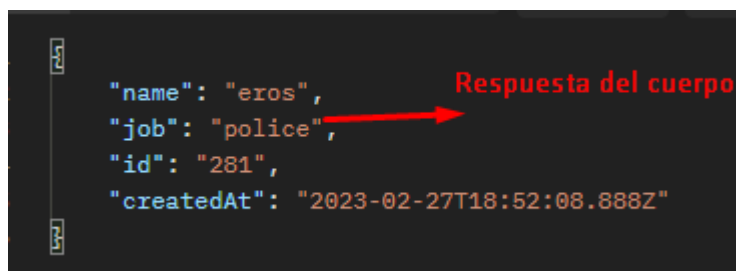 {
"name": "eros",
Respuesta del cuerpo
"job": "police",
"id": "281",
"createdAt": "2023-02-27T18:52:08.888Z"
}